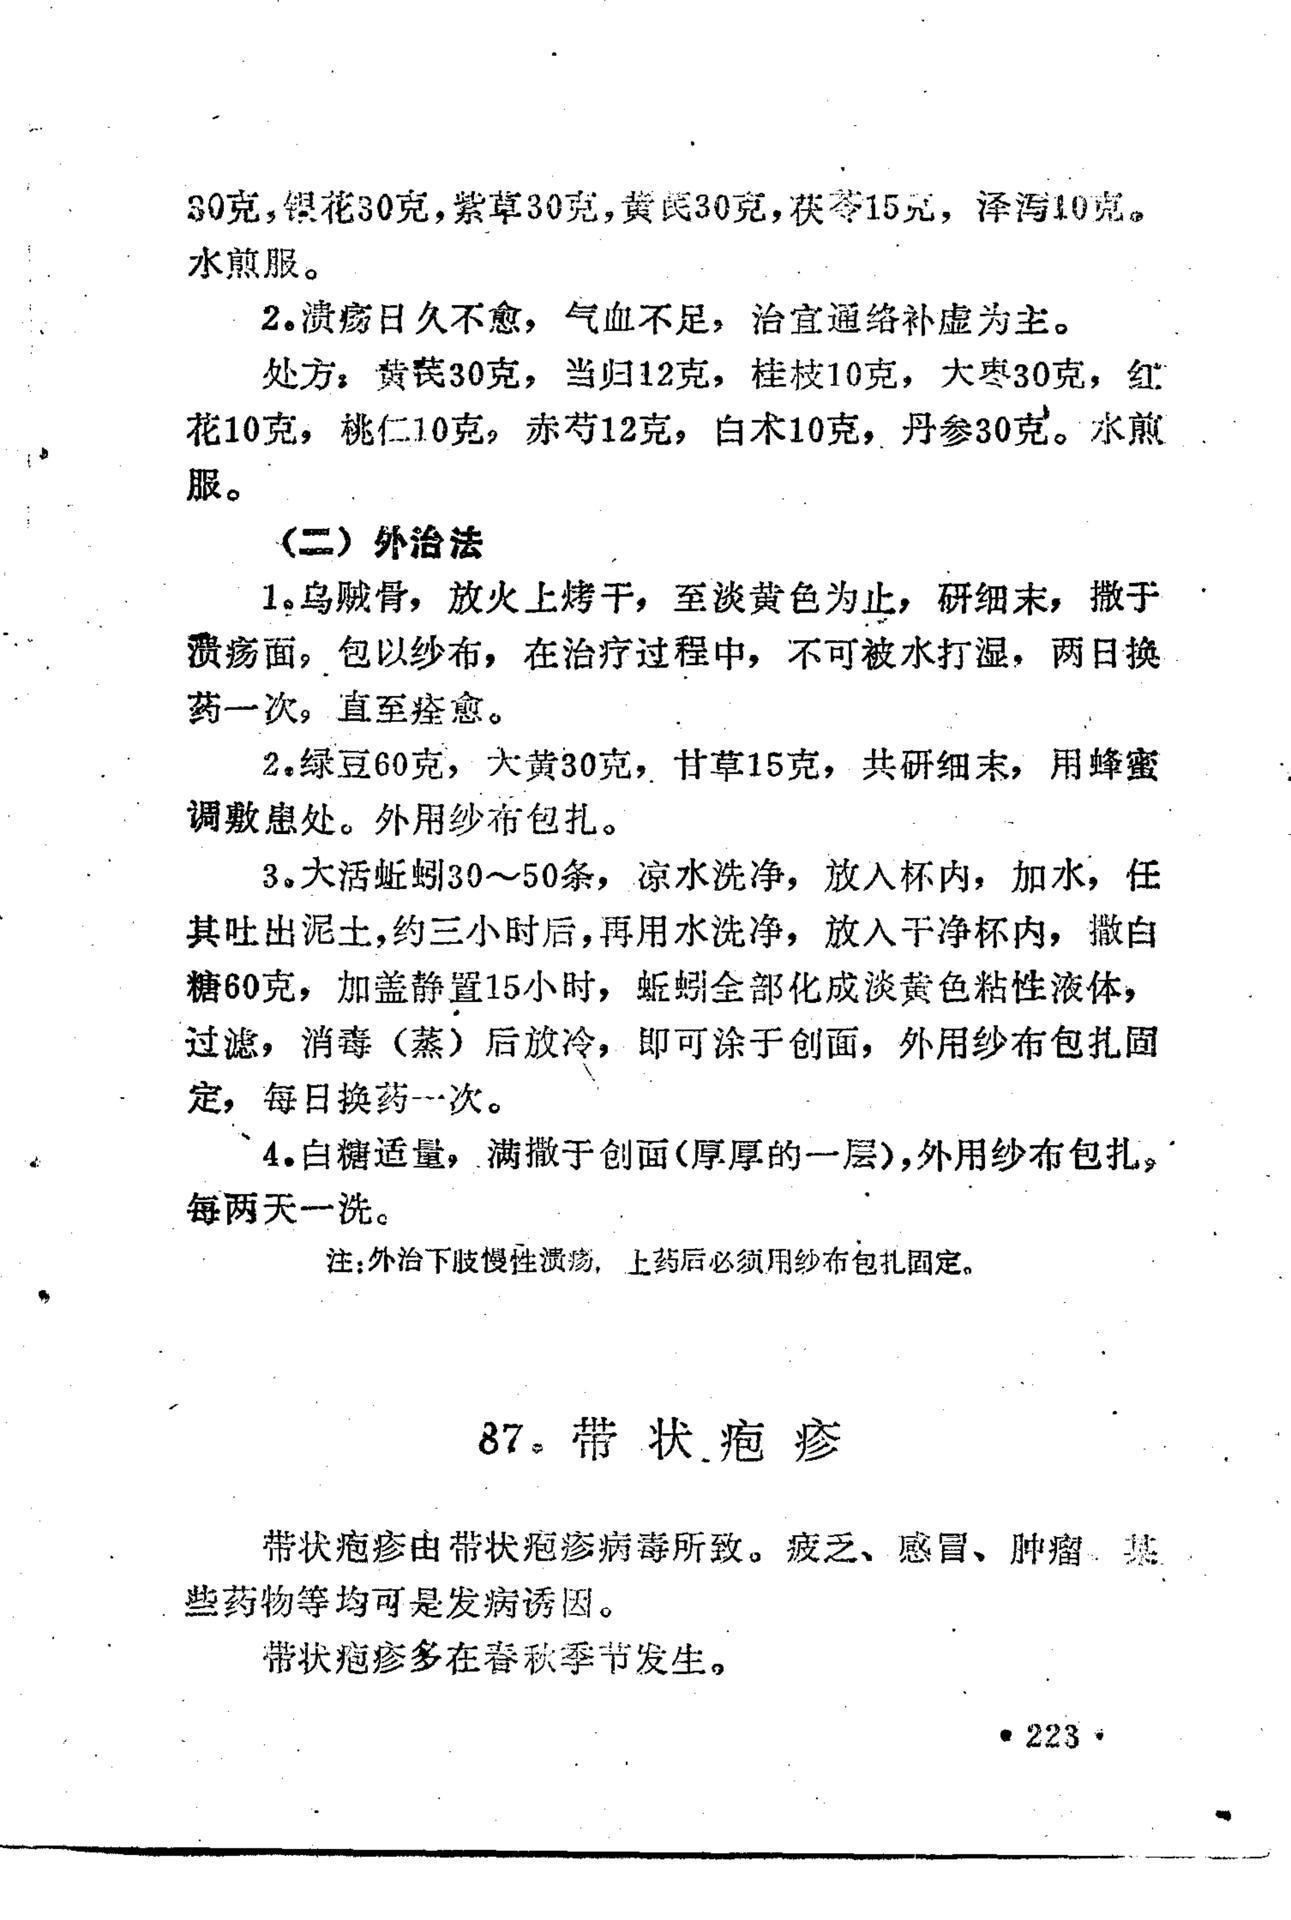 30克，银花30克，紫草30克，黄芪30克，茯苓15克，泽泻10克。
水煎服。
2.溃疡日久不愈，气血不足，治宜通络补虚为主。
处方：黄芪30克，当归12克，桂枝10克，大枣30克，红
花10克，桃仁10克，赤芍12克，白术10克，丹参30克。水煎
服。
（二）外治法
1.乌贼骨，放火上烤干，至淡黄色为止，研细末，撒于
溃疡面，包以纱布，在治疗过程中，不可被水打湿，两日换
药一次，直至痊愈。
2.绿豆60克，大黄30克，甘草15克，共研细末，用蜂蜜
调敷患处。外用纱布包扎。
3.大活蚯蚓30～50条，凉水洗净，放入杯内，加水，任
其吐出泥土，约三小时后，再用水洗净，放入干净杯内，撒白
糖60克，加盖静置15小时，蚯蚓全部化成淡黄色粘性液体，
过滤，消毒（蒸）后放冷，即可涂于创面，外用纱布包扎固
定，每日换药一次。
4.白糖适量，满撒于创面（厚厚的一层），外用纱布包扎，
每两天一洗。
注：外治下肢慢性溃疡，上药后必须用纱布包扎固定。
87。带状疱疹
带状疱疹由带状疱疹病毒所致。疲乏、感冒、肿瘤、某
些药物等均可是发病诱因。
带状疱疹多在春秋季节发生。
·223·